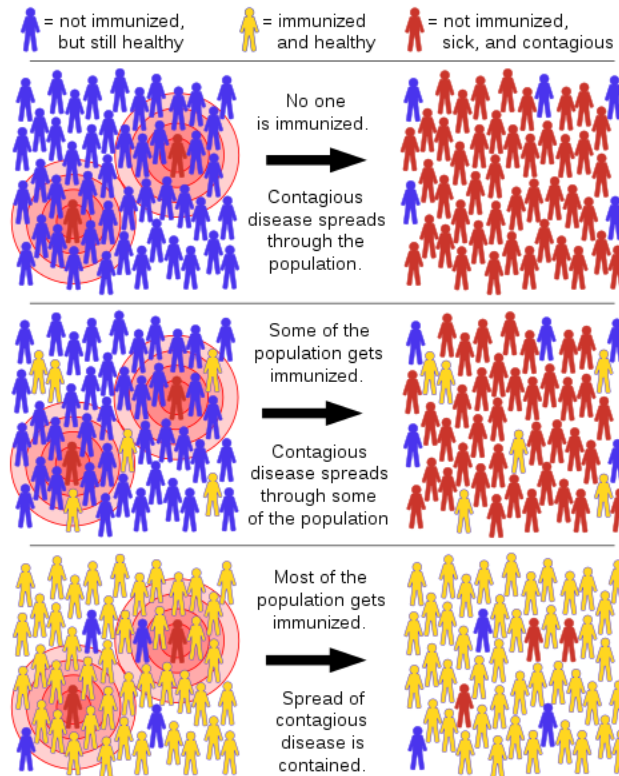 = not immunized,
but still healthy
= immunized
and healthy
= not immunized,
sick, and contagious
No one
is immunized.
Contagious
disease spreads
through the
population.
Some of the
population gets
immunized.
Contagious
disease spreads
through some
of the population
Most of the
population gets
immunized.
Spread of
contagious
disease is
contained.